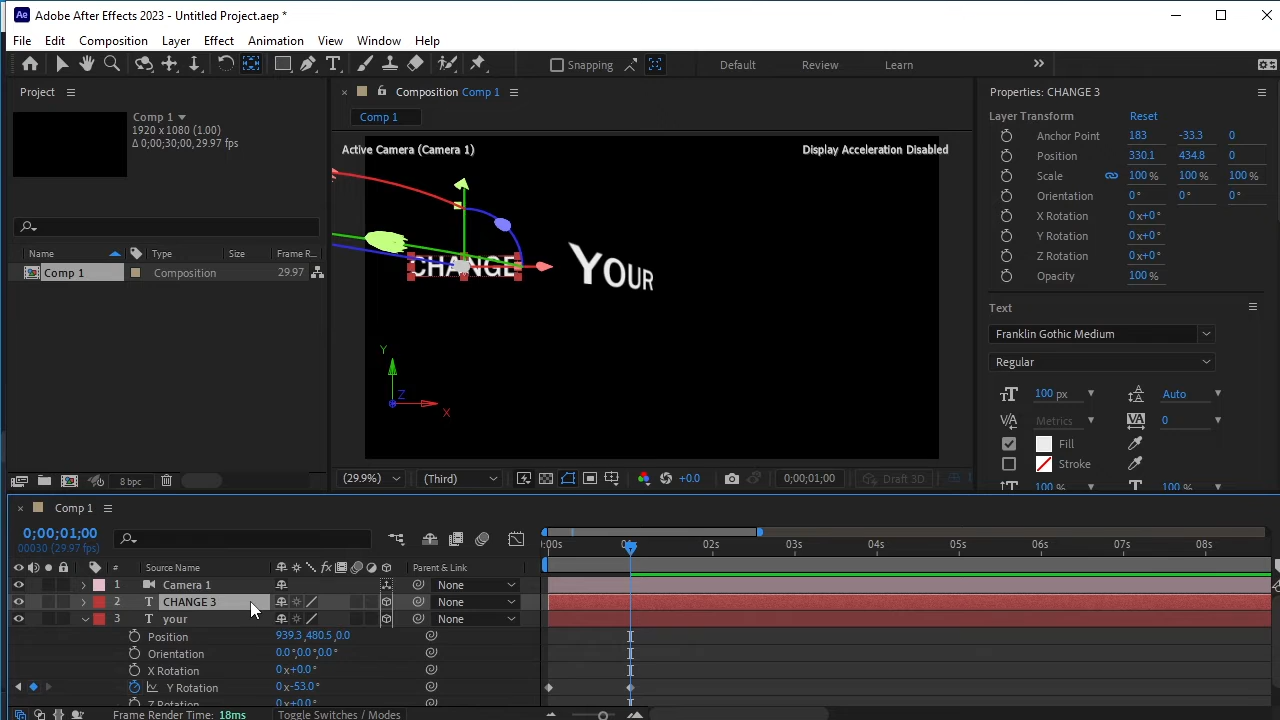 Adobe After Effects 2023 - Untitled Project.aep *
File Edit Composition Layer Effect Animation View Window Help
Snapping Default Review Learn
Project
Comp 1
1920 x 1080 (1.00)
Δ 0;00;30;00, 29.97 fps
Name Type Size Frame R...
Comp 1 Composition 29.97
8 bpc
Composition Comp 1
Comp 1
Active Camera (Camera 1) Display Acceleration Disabled
CHANGE YOUR
Y
Z
X
(29.9%) (Third) +0.0 0;00;01;00 Draft 3D
Properties: CHANGE 3
Layer Transform Reset
Anchor Point 183 -33.3 0
Position 330.1 434.8 0
Scale 100 % 100 % 100 %
Orientation 0° 0° 0°
X Rotation 0x+0°
Y Rotation 0x+0°
Z Rotation 0x+0°
Opacity 100 %
Text
Franklin Gothic Medium
Regular
100 px Auto
Metrics 0
Fill
Stroke
100 % 100 %
Comp 1
0;00;01;00
00030 (29.97 fps)
:00s 02s 03s 04s 05s 06s 07s 08s
# Source Name Parent & Link
1 Camera 1 None
2 CHANGE 3 None
3 your None
Position 939.3,480.5,0.0
Orientation 0.0°,0.0°,0.0°
X Rotation 0x+0.0°
Y Rotation 0x-53.0°
Z Rotation 0x+0.0°
Frame Render Time: 18ms Toggle Switches / Modes